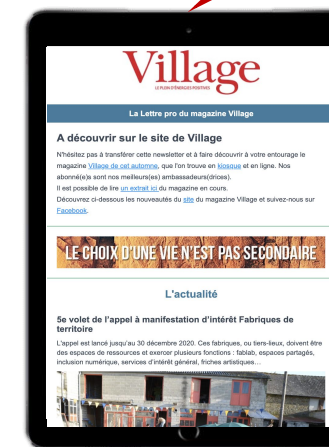 Village
LE PLEIN D'ÉNERGIES POSITIVES
La Lettre pro du magazine Village
A découvrir sur le site de Village
N'hésitez pas à transférer cette newsletter et à faire découvrir à votre entourage le
magazine Village de cet automne, que l'on trouve en kiosque et en ligne. Nos
abonné(e)s sont nos meilleurs(es) ambassadeurs(drices).
Il est possible de lire un extrait ici du magazine en cours.
Découvrez ci-dessous les nouveautés du site du magazine Village et suivez-nous sur
Facebook.
LE CHOIX D'UNE VIE N'EST PAS SECONDAIRE
L'actualité
5e volet de l'appel à manifestation d'intérêt Fabriques de
territoire
L'appel est lancé jusqu'au 30 décembre 2020. Ces fabriques, ou tiers-lieux, doivent être
des espaces de ressources et exercer plusieurs fonctions : fablab, espaces partagés,
inclusion numérique, services d'intérêt général, friches artistiques…